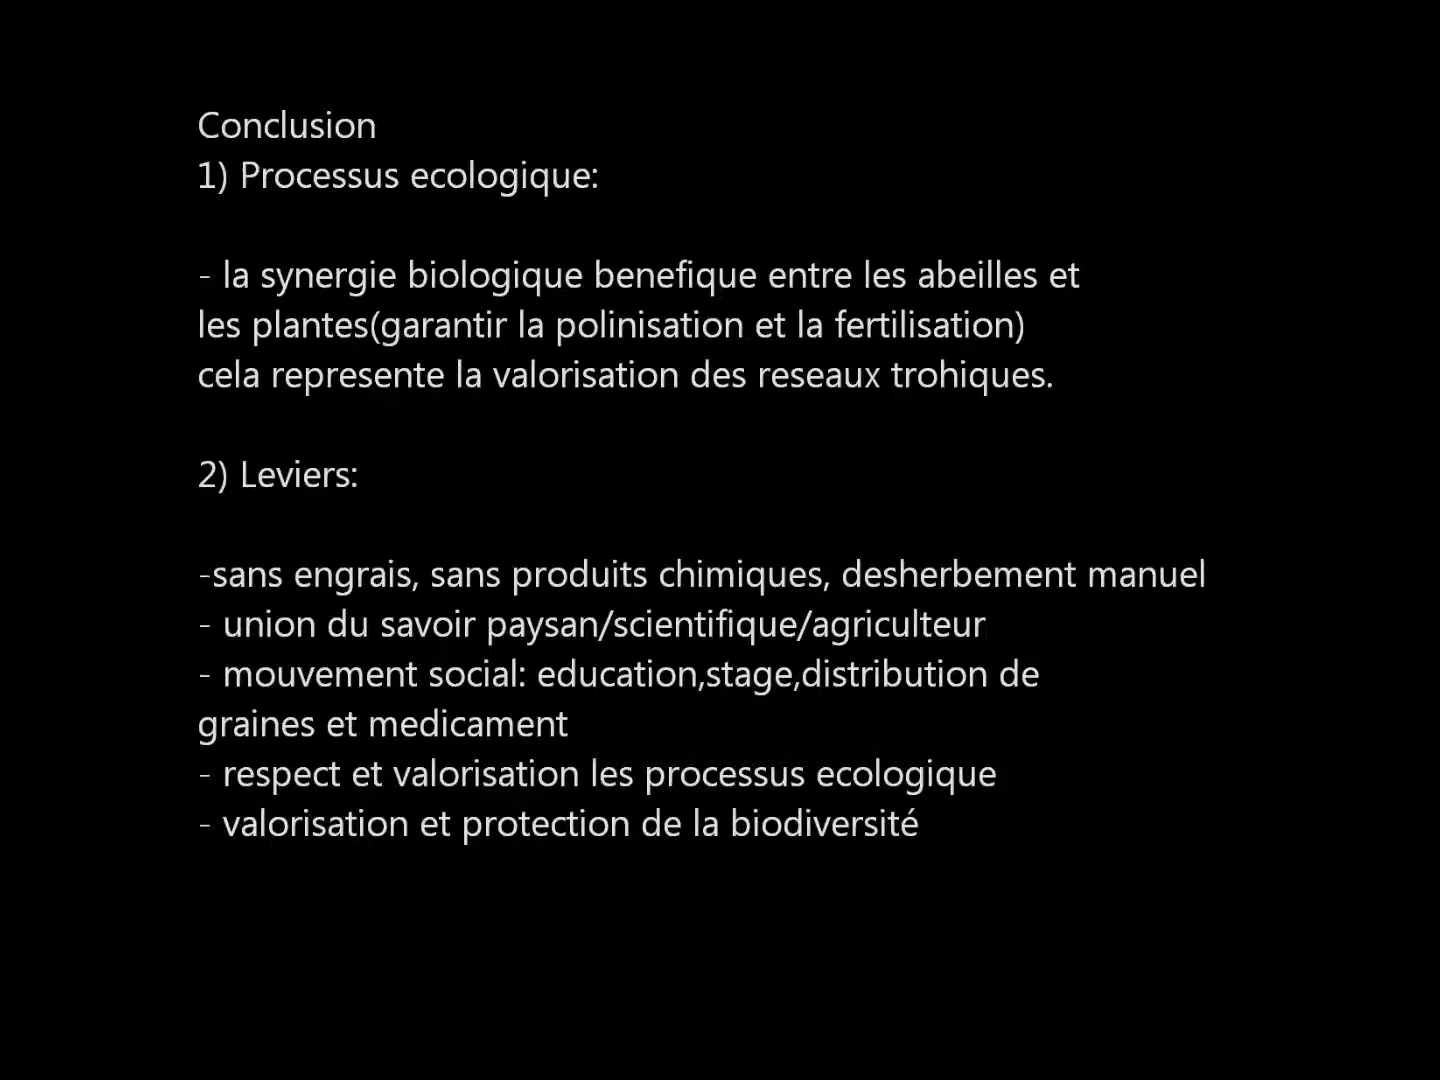 Conclusion
1) Processus ecologique:
- la synergie biologique benefique entre les abeilles et
les plantes(garantir la polinisation et la fertilisation)
cela represente la valorisation des reseaux trohiques.
2) Leviers:
-sans engrais, sans produits chimiques, desherbement manuel
- union du savoir paysan/scientifique/agriculteur
- mouvement social: education,stage,distribution de
graines et medicament
- respect et valorisation les processus ecologique
- valorisation et protection de la biodiversité